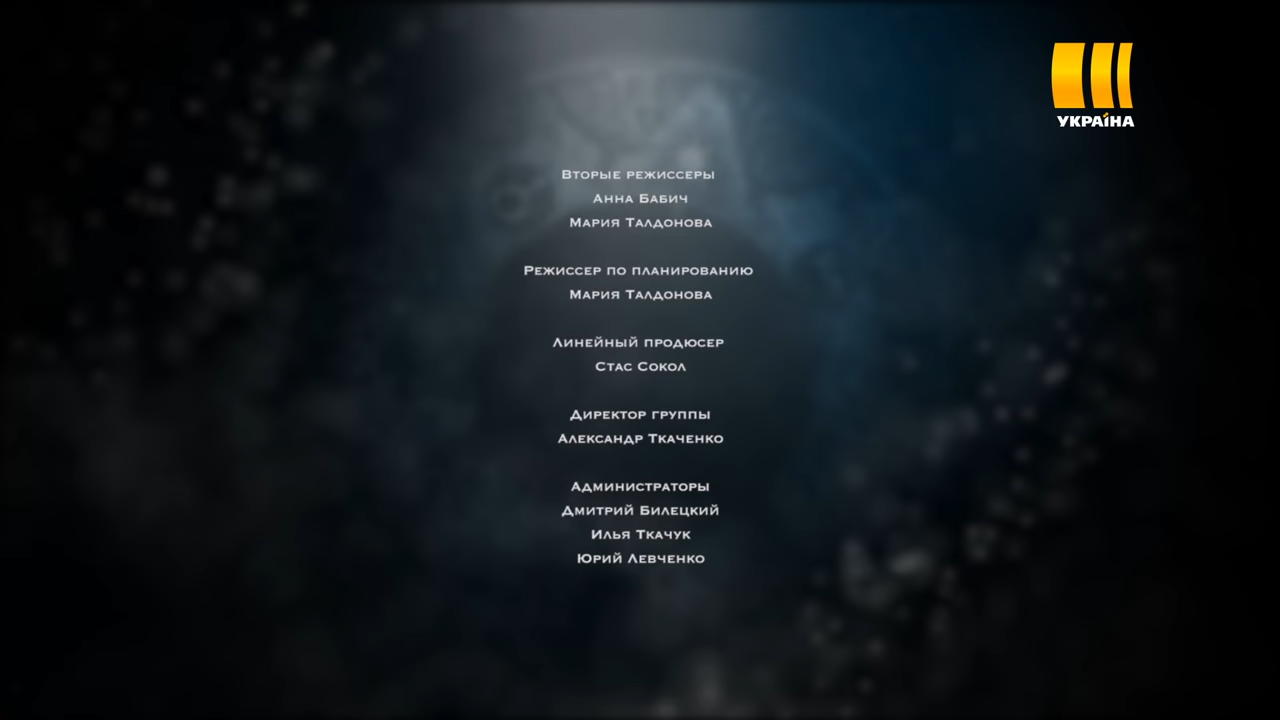 УКРАЇНА
Вторые режиссеры
Анна Бабич
Мария Талдонова
Режиссер по планированию
Мария Талдонова
Линейный продюсер
Стас Сокол
Директор группы
Александр Ткаченко
Администраторы
Дмитрий Билецкий
Илья Ткачук
Юрий Левченко